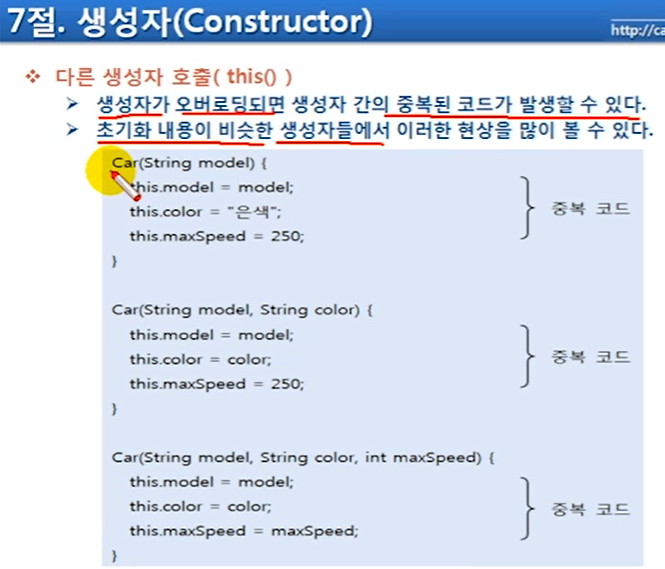 7절. 생성자(Constructor)
http://ca
❖ 다른 생성자 호출( this() )
➤ 생성자가 오버로딩되면 생성자 간의 중복된 코드가 발생할 수 있다.
➤ 초기화 내용이 비슷한 생성자들에서 이러한 현상을 많이 볼 수 있다.
Car(String model) {
this.model = model;
this.color = "은색";
this.maxSpeed = 250;
}
중복 코드
Car(String model, String color) {
this.model = model;
this.color = color;
this.maxSpeed = 250;
}
중복 코드
Car(String model, String color, int maxSpeed) {
this.model = model;
this.color = color;
this.maxSpeed = maxSpeed;
}
중복 코드